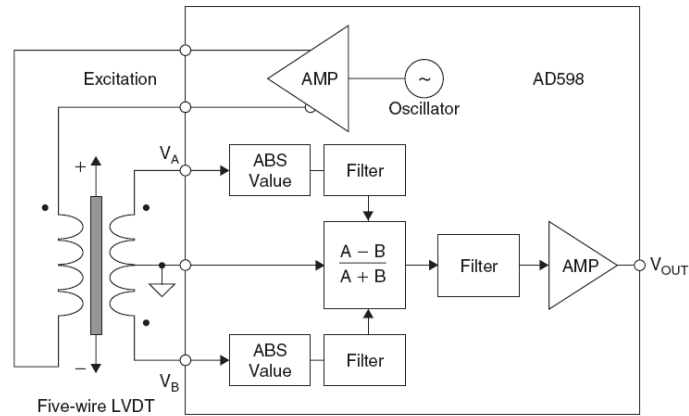 Excitation
AMP
~
Oscillator
AD598
+
V_A
ABS
Value
Filter
A – B
A + B
Filter
AMP
V_OUT
–
V_B
ABS
Value
Filter
Five-wire LVDT